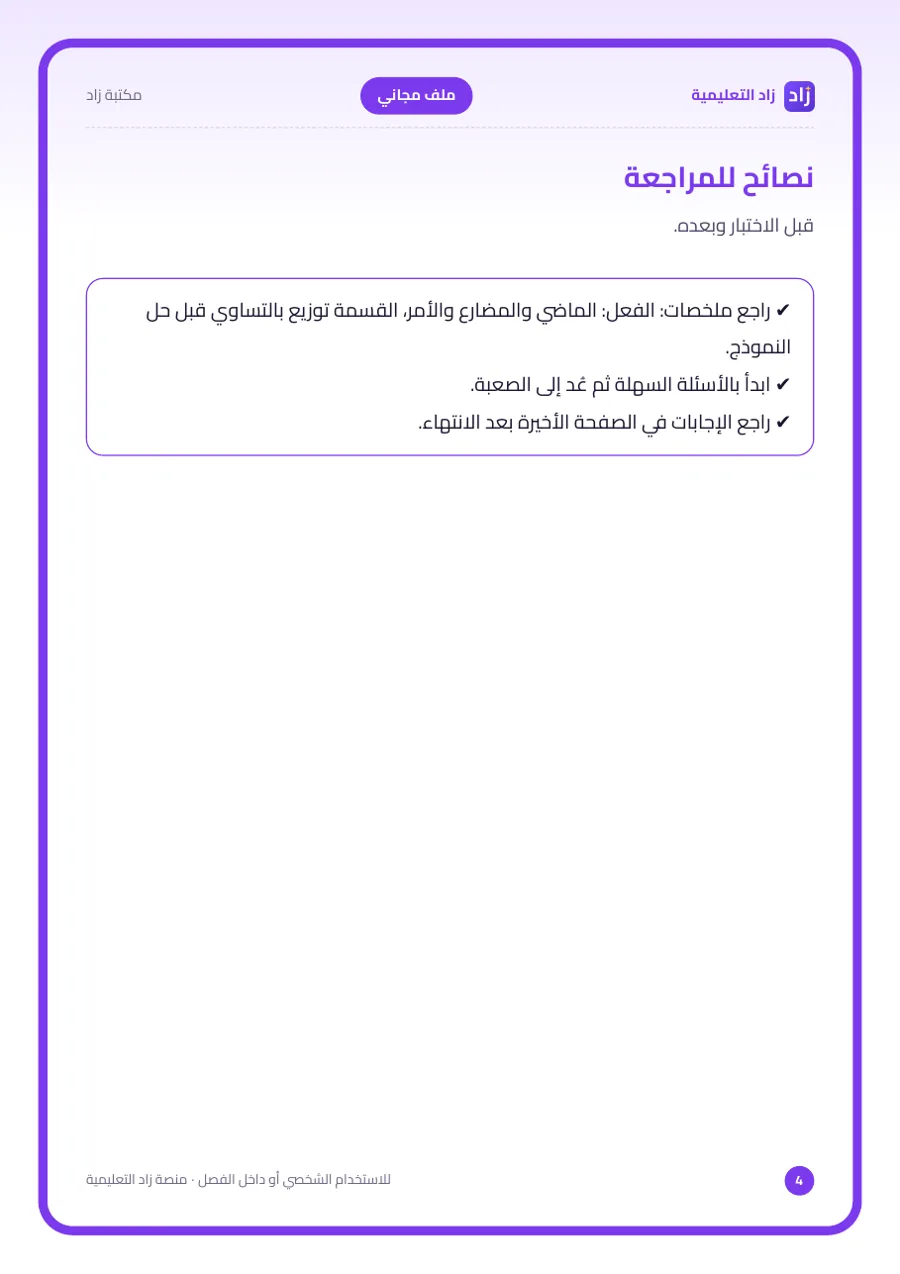 زاد
زاد التعليمية
ملف مجاني
مكتبة زاد
نصائح للمراجعة
قبل الاختبار وبعده.
✔ راجع ملخصات: الفعل: الماضي والمضارع والأمر، القسمة توزيع بالتساوي قبل حل
النموذج.
✔ ابدأ بالأسئلة السهلة ثم عُد إلى الصعبة.
✔ راجع الإجابات في الصفحة الأخيرة بعد الانتهاء.
4
للاستخدام الشخصي أو داخل الفصل · منصة زاد التعليمية